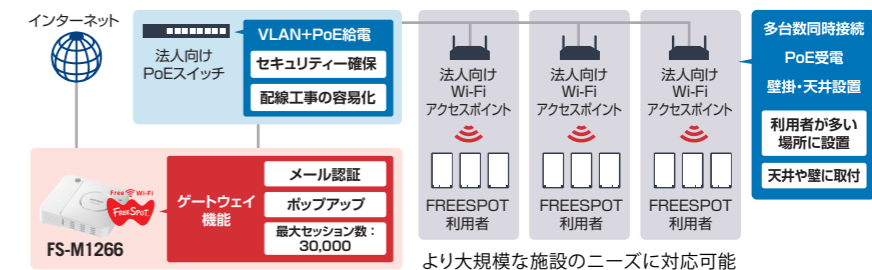 インターネット
法人向け
PoEスイッチ
VLAN+PoE給電
セキュリティー確保
配線工事の容易化
Free Wi-Fi
FREESPOT
FS-M1266
ゲートウェイ
機能
メール認証
ポップアップ
最大セッション数：
30,000
法人向け
Wi-Fi
アクセスポイント
FREESPOT
利用者
法人向け
Wi-Fi
アクセスポイント
FREESPOT
利用者
法人向け
Wi-Fi
アクセスポイント
FREESPOT
利用者
多台数同時接続
PoE受電
壁掛・天井設置
利用者が多い
場所に設置
天井や壁に取付
より大規模な施設のニーズに対応可能